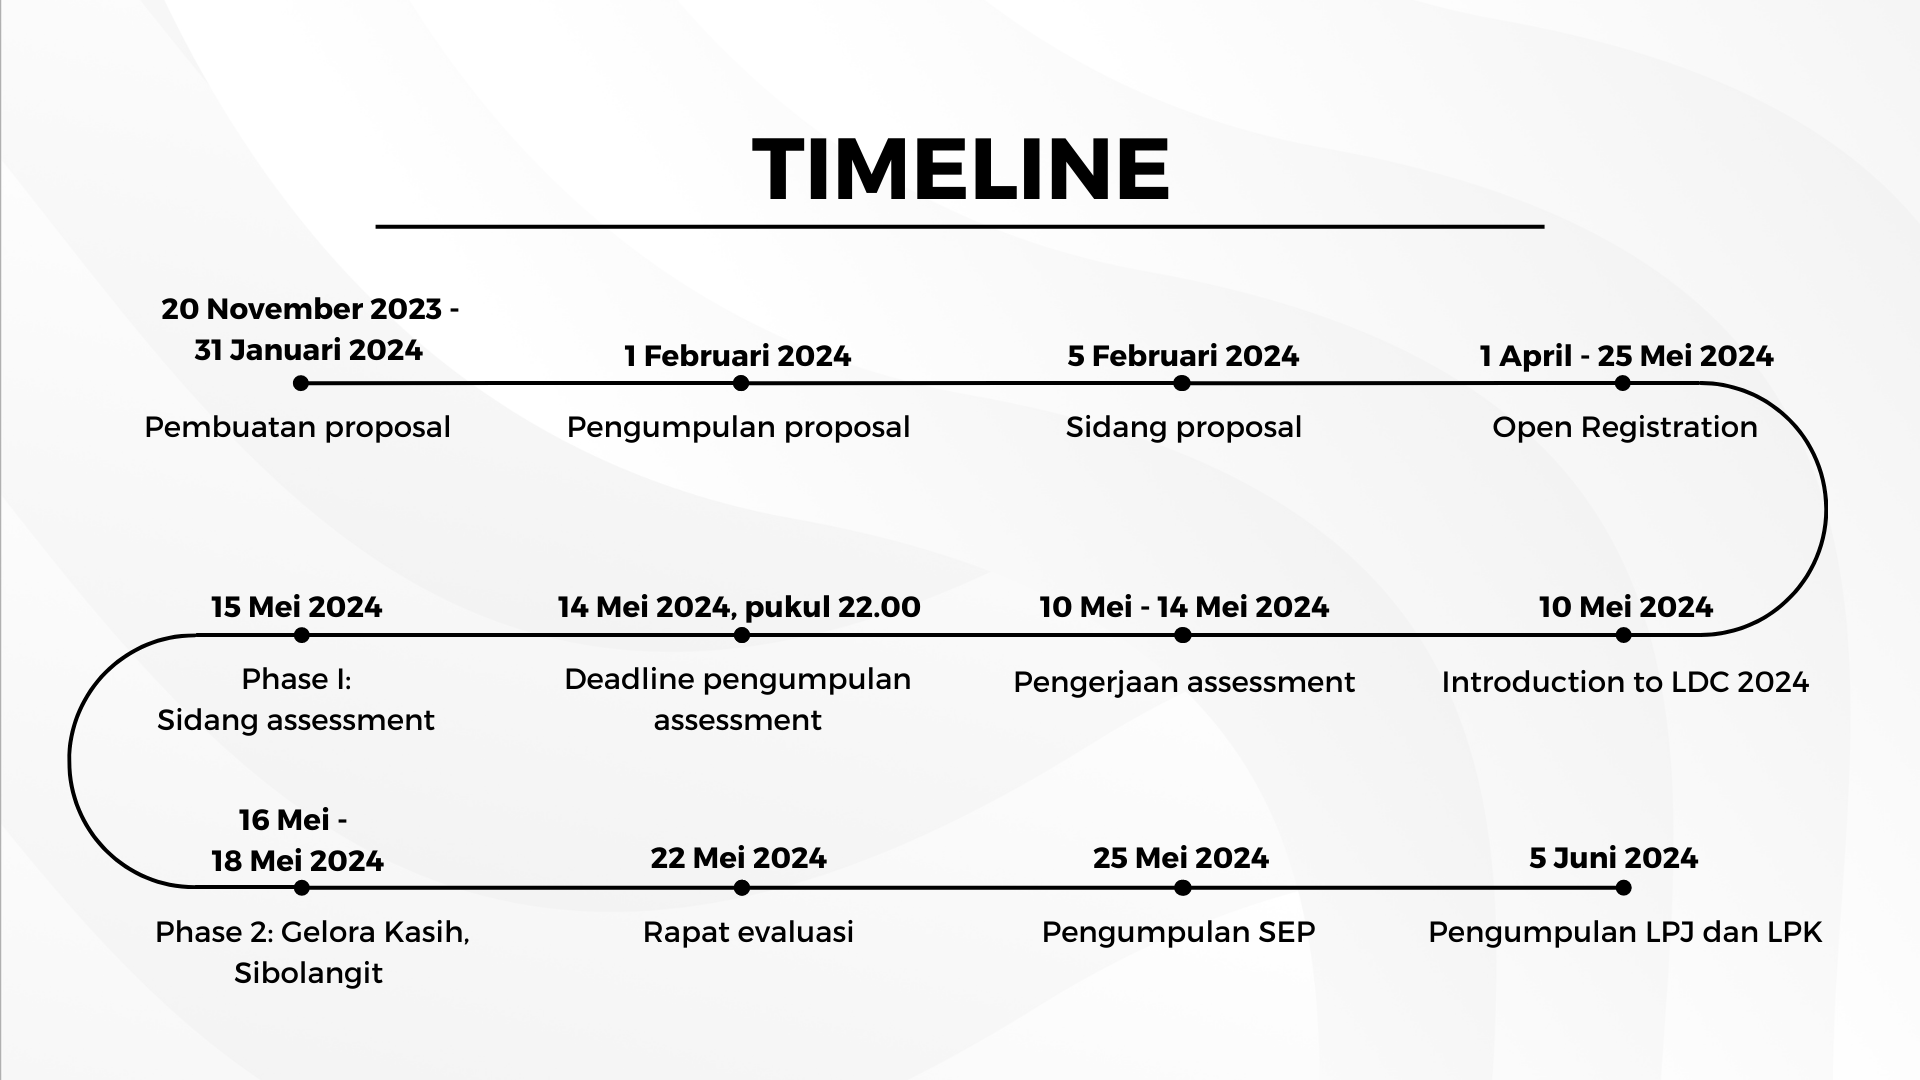 TIMELINE
20 November 2023 -
31 Januari 2024
Pembuatan proposal
1 Februari 2024
Pengumpulan proposal
5 Februari 2024
Sidang proposal
1 April - 25 Mei 2024
Open Registration
10 Mei 2024
Introduction to LDC 2024
10 Mei - 14 Mei 2024
Pengerjaan assessment
14 Mei 2024, pukul 22.00
Deadline pengumpulan
assessment
15 Mei 2024
Phase I:
Sidang assessment
16 Mei -
18 Mei 2024
Phase 2: Gelora Kasih,
Sibolangit
22 Mei 2024
Rapat evaluasi
25 Mei 2024
Pengumpulan SEP
5 Juni 2024
Pengumpulan LPJ dan LPK